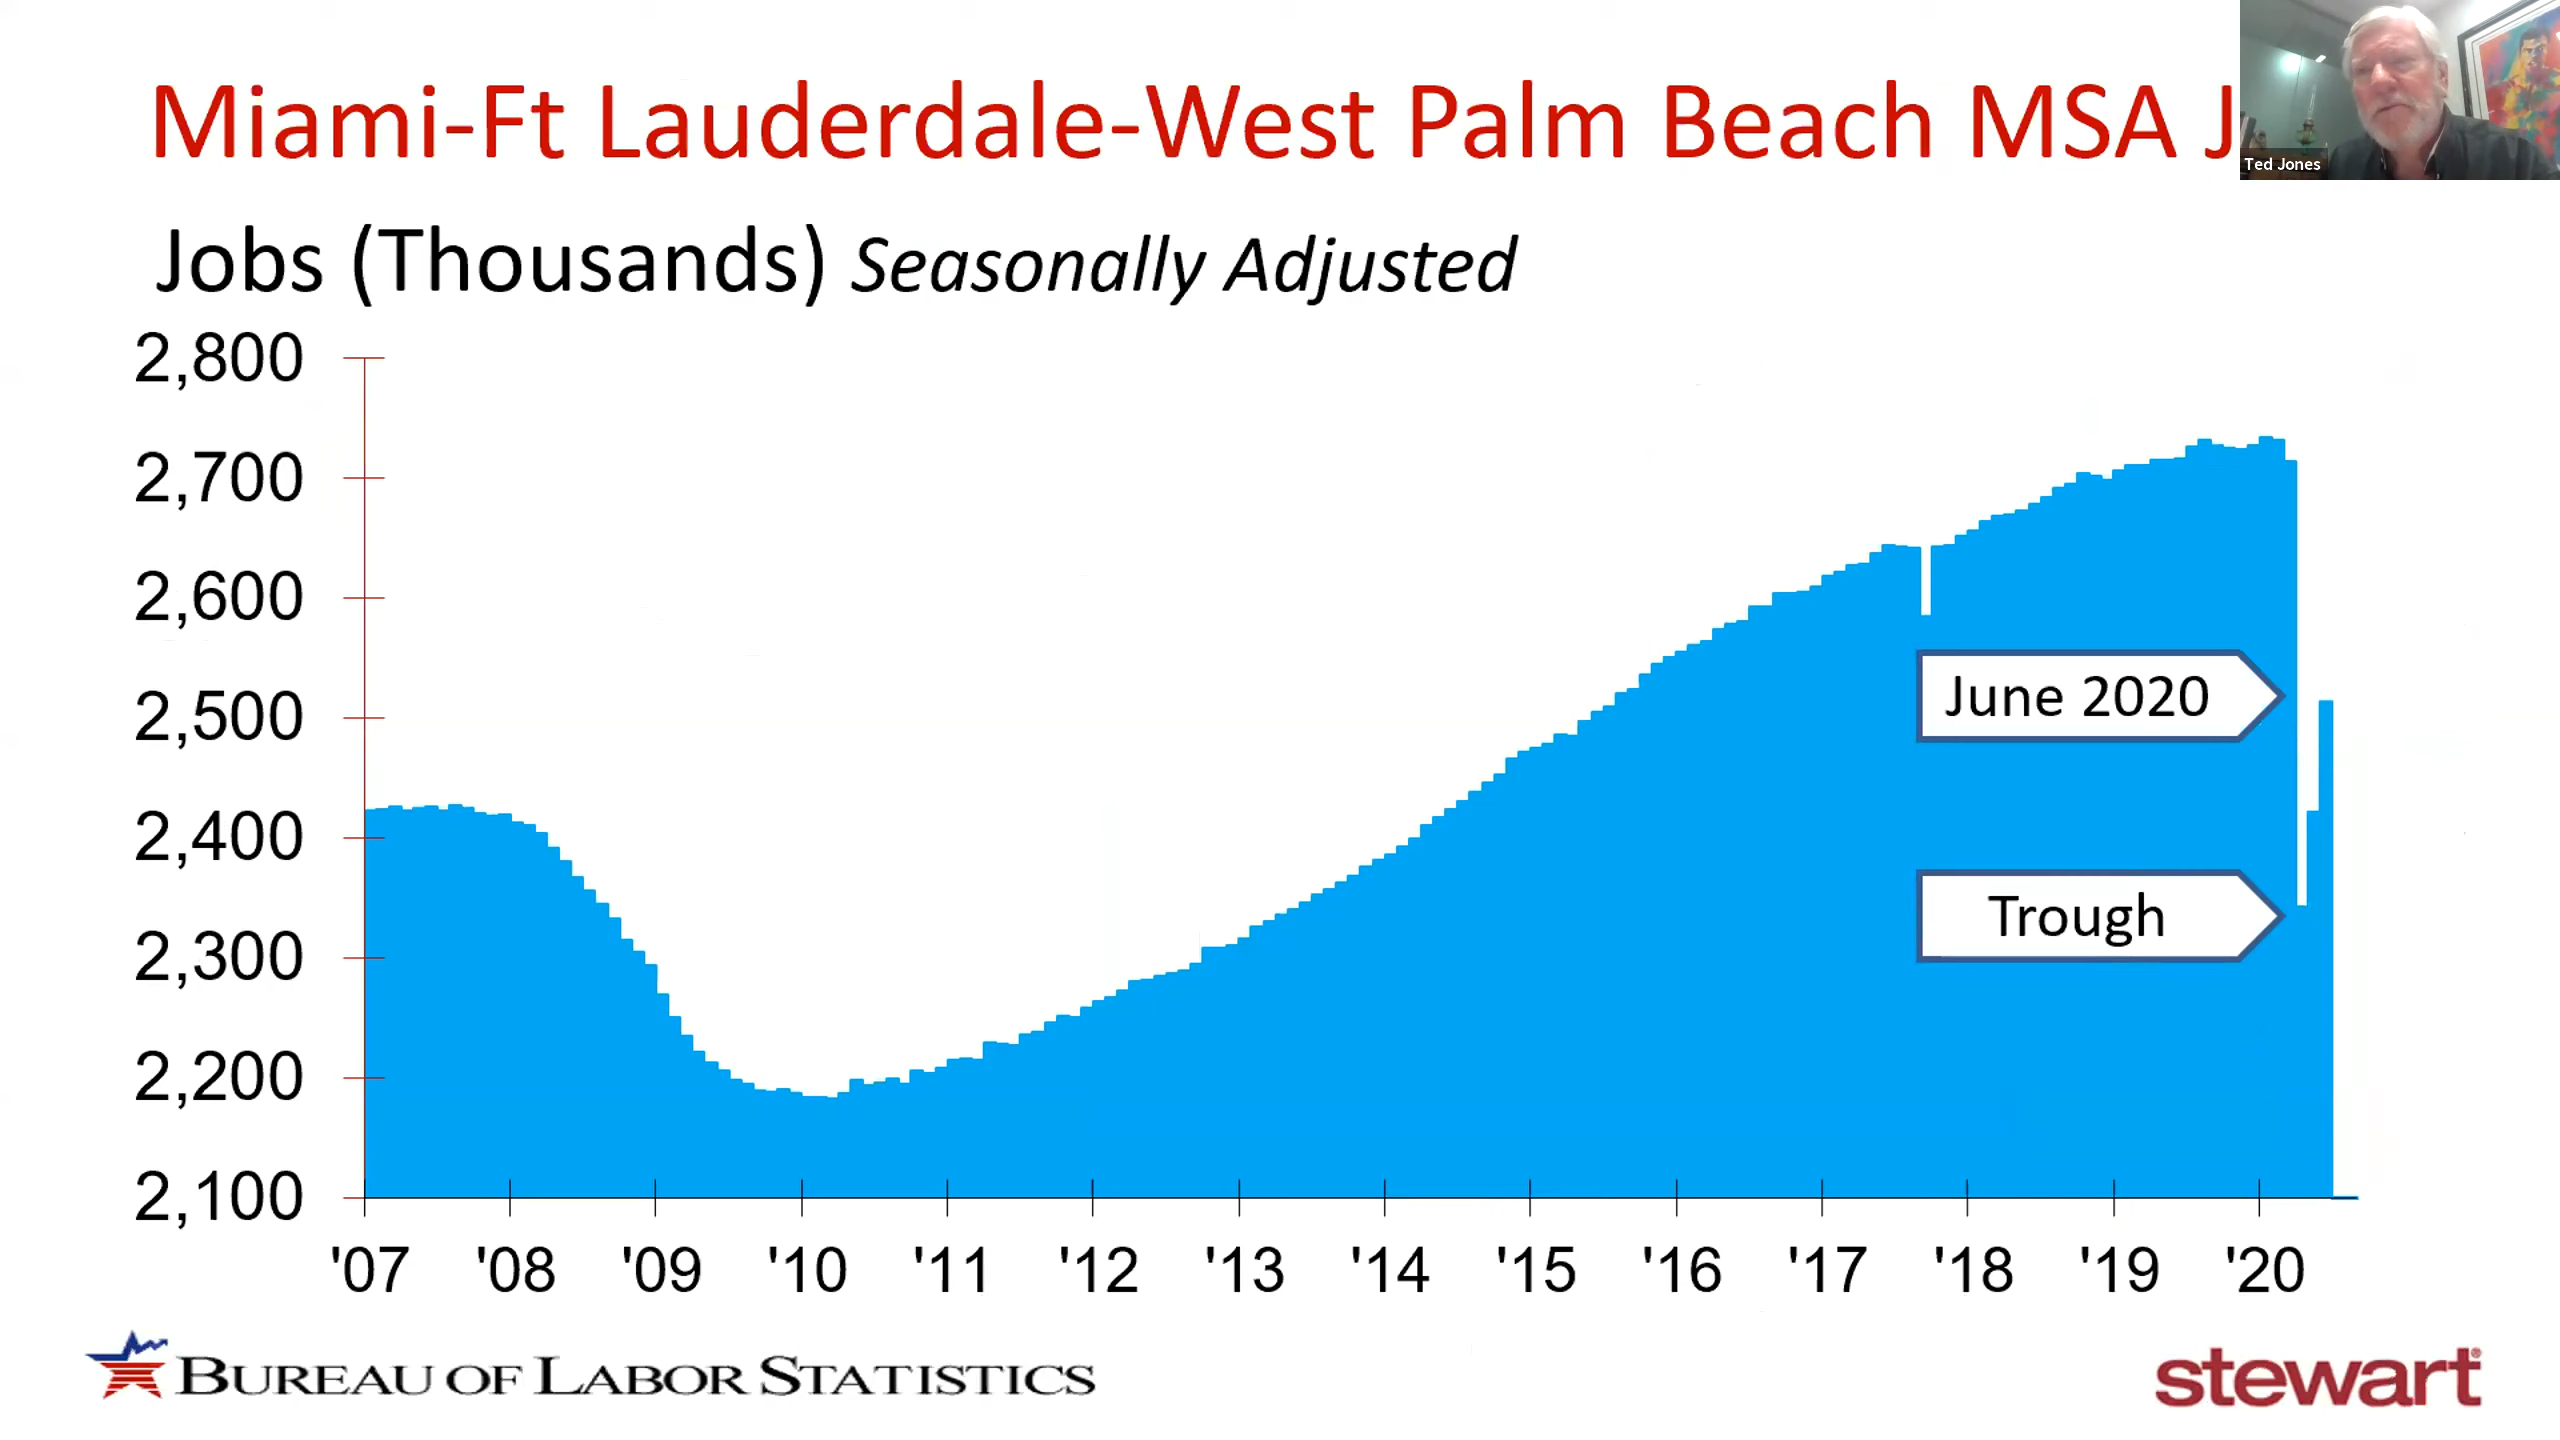 Miami-Ft Lauderdale-West Palm Beach MSA J
Ted Jones
Jobs (Thousands) Seasonally Adjusted
2,800
2,700
2,600
2,500
2,400
2,300
2,200
2,100
June 2020
Trough
'07 '08 '09 '10 '11 '12 '13 '14 '15 '16 '17 '18 '19 '20
BUREAU OF LABOR STATISTICS
stewart